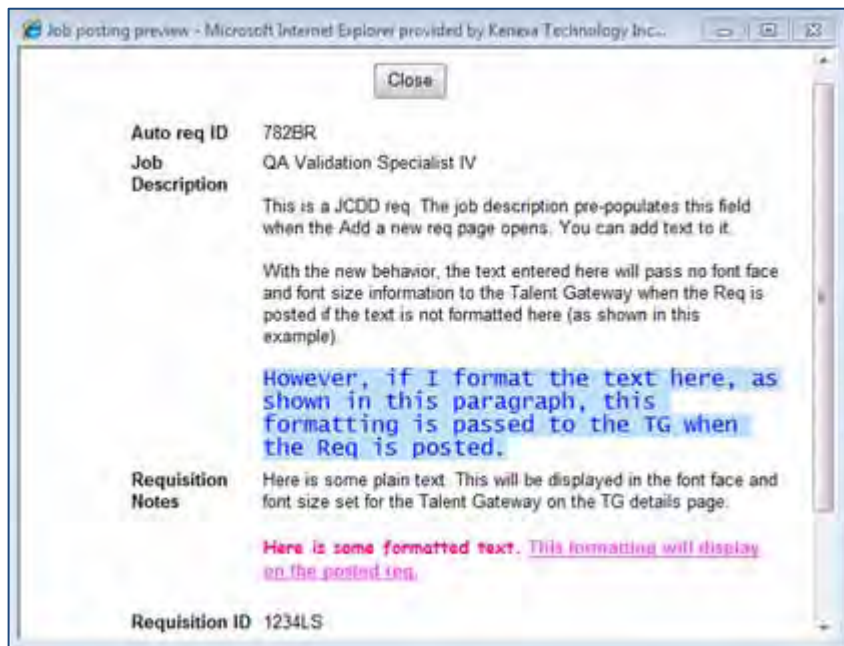 Job posting preview - Microsoft Internet Explorer provided by Kenexa Technology Inc...
Close
Auto req ID 782BR
Job Description QA Validation Specialist IV
This is a JCDD req. The job description pre-populates this field
when the Add a new req page opens. You can add text to it.
With the new behavior, the text entered here will pass no font face
and font size information to the Talent Gateway when the Req is
posted if the text is not formatted here (as shown in this
example).
However, if I format the text here, as
shown in this paragraph, this
formatting is passed to the TG when
the Req is posted.
Requisition Notes Here is some plain text. This will be displayed in the font face and
font size set for the Talent Gateway on the TG details page.
Here is some formatted text. This formatting will display
on the posted req.
Requisition ID 1234LS